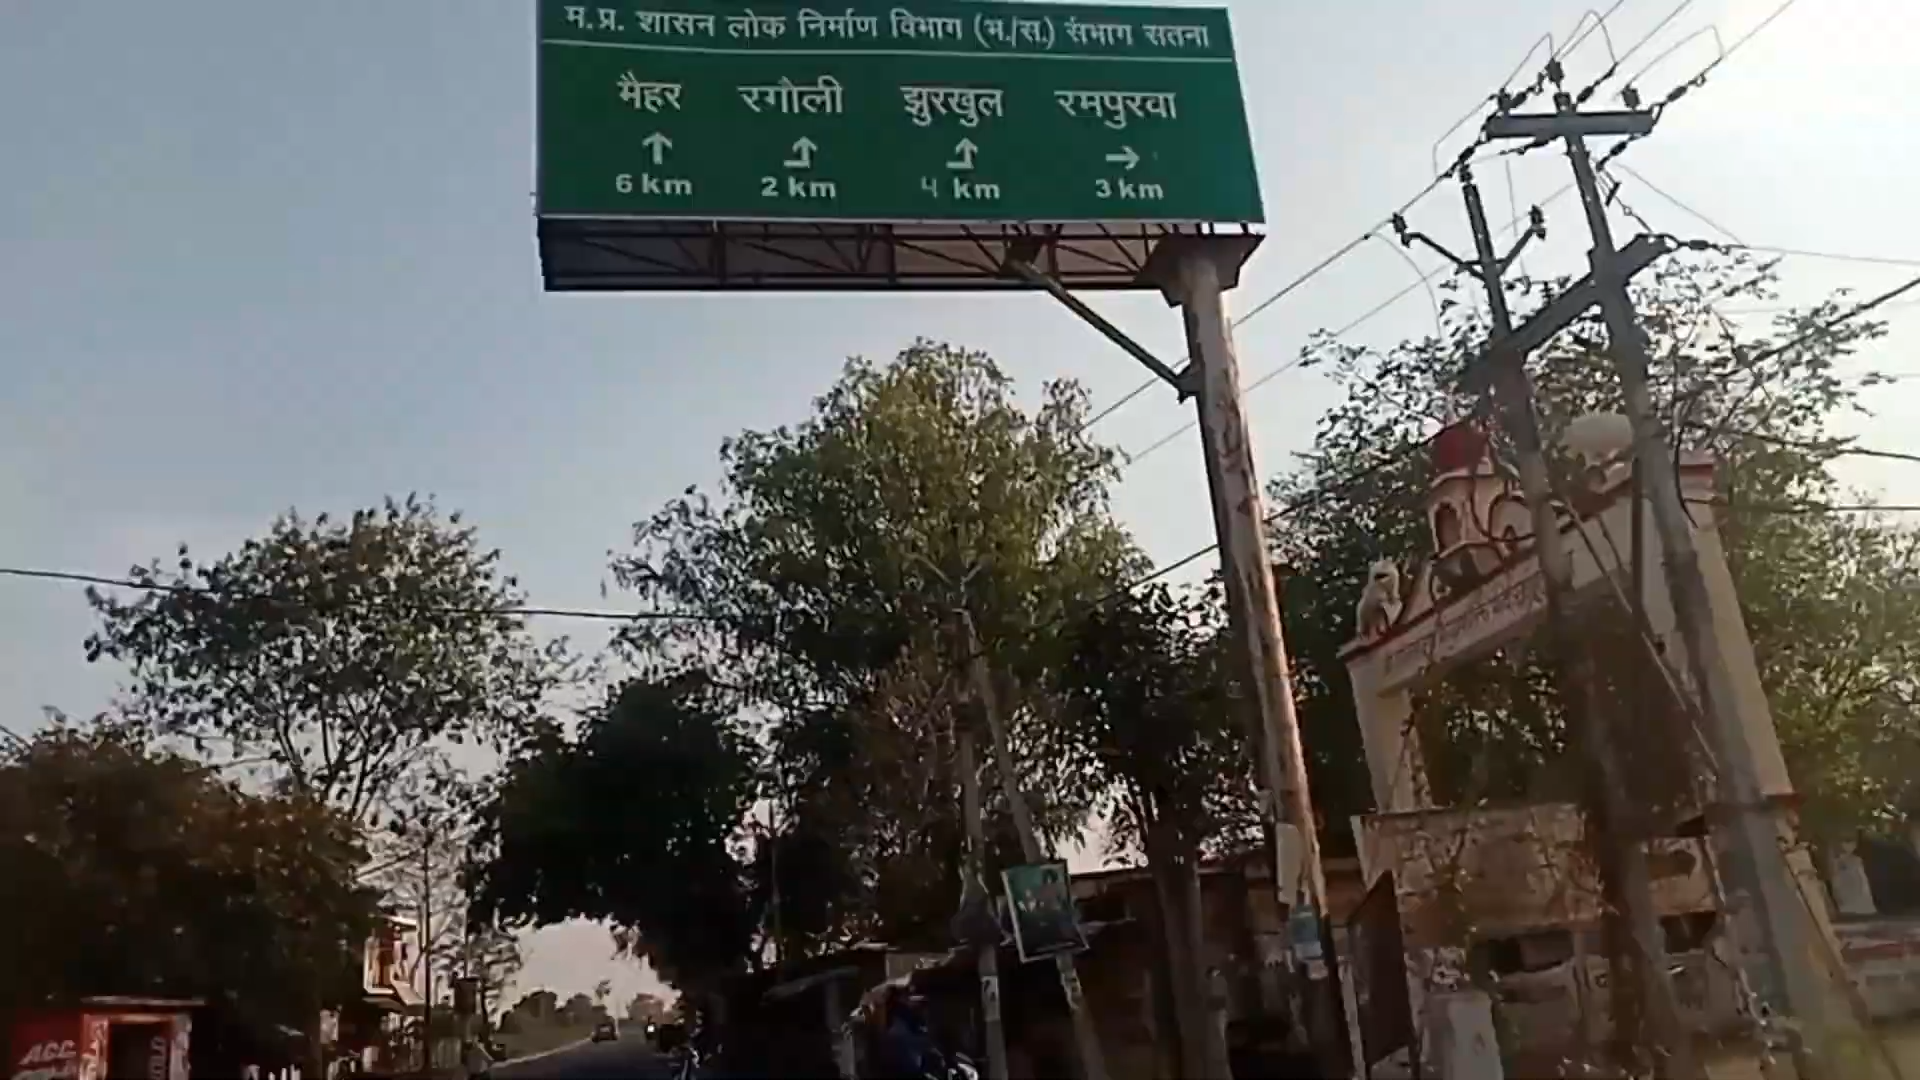 म.प्र. शासन लोक निर्माण विभाग (भ./स.) संभाग सतना
मैहर रगौली झुरखुल रमपुरवा
6 km 2 km 4 km 3 km
ACC